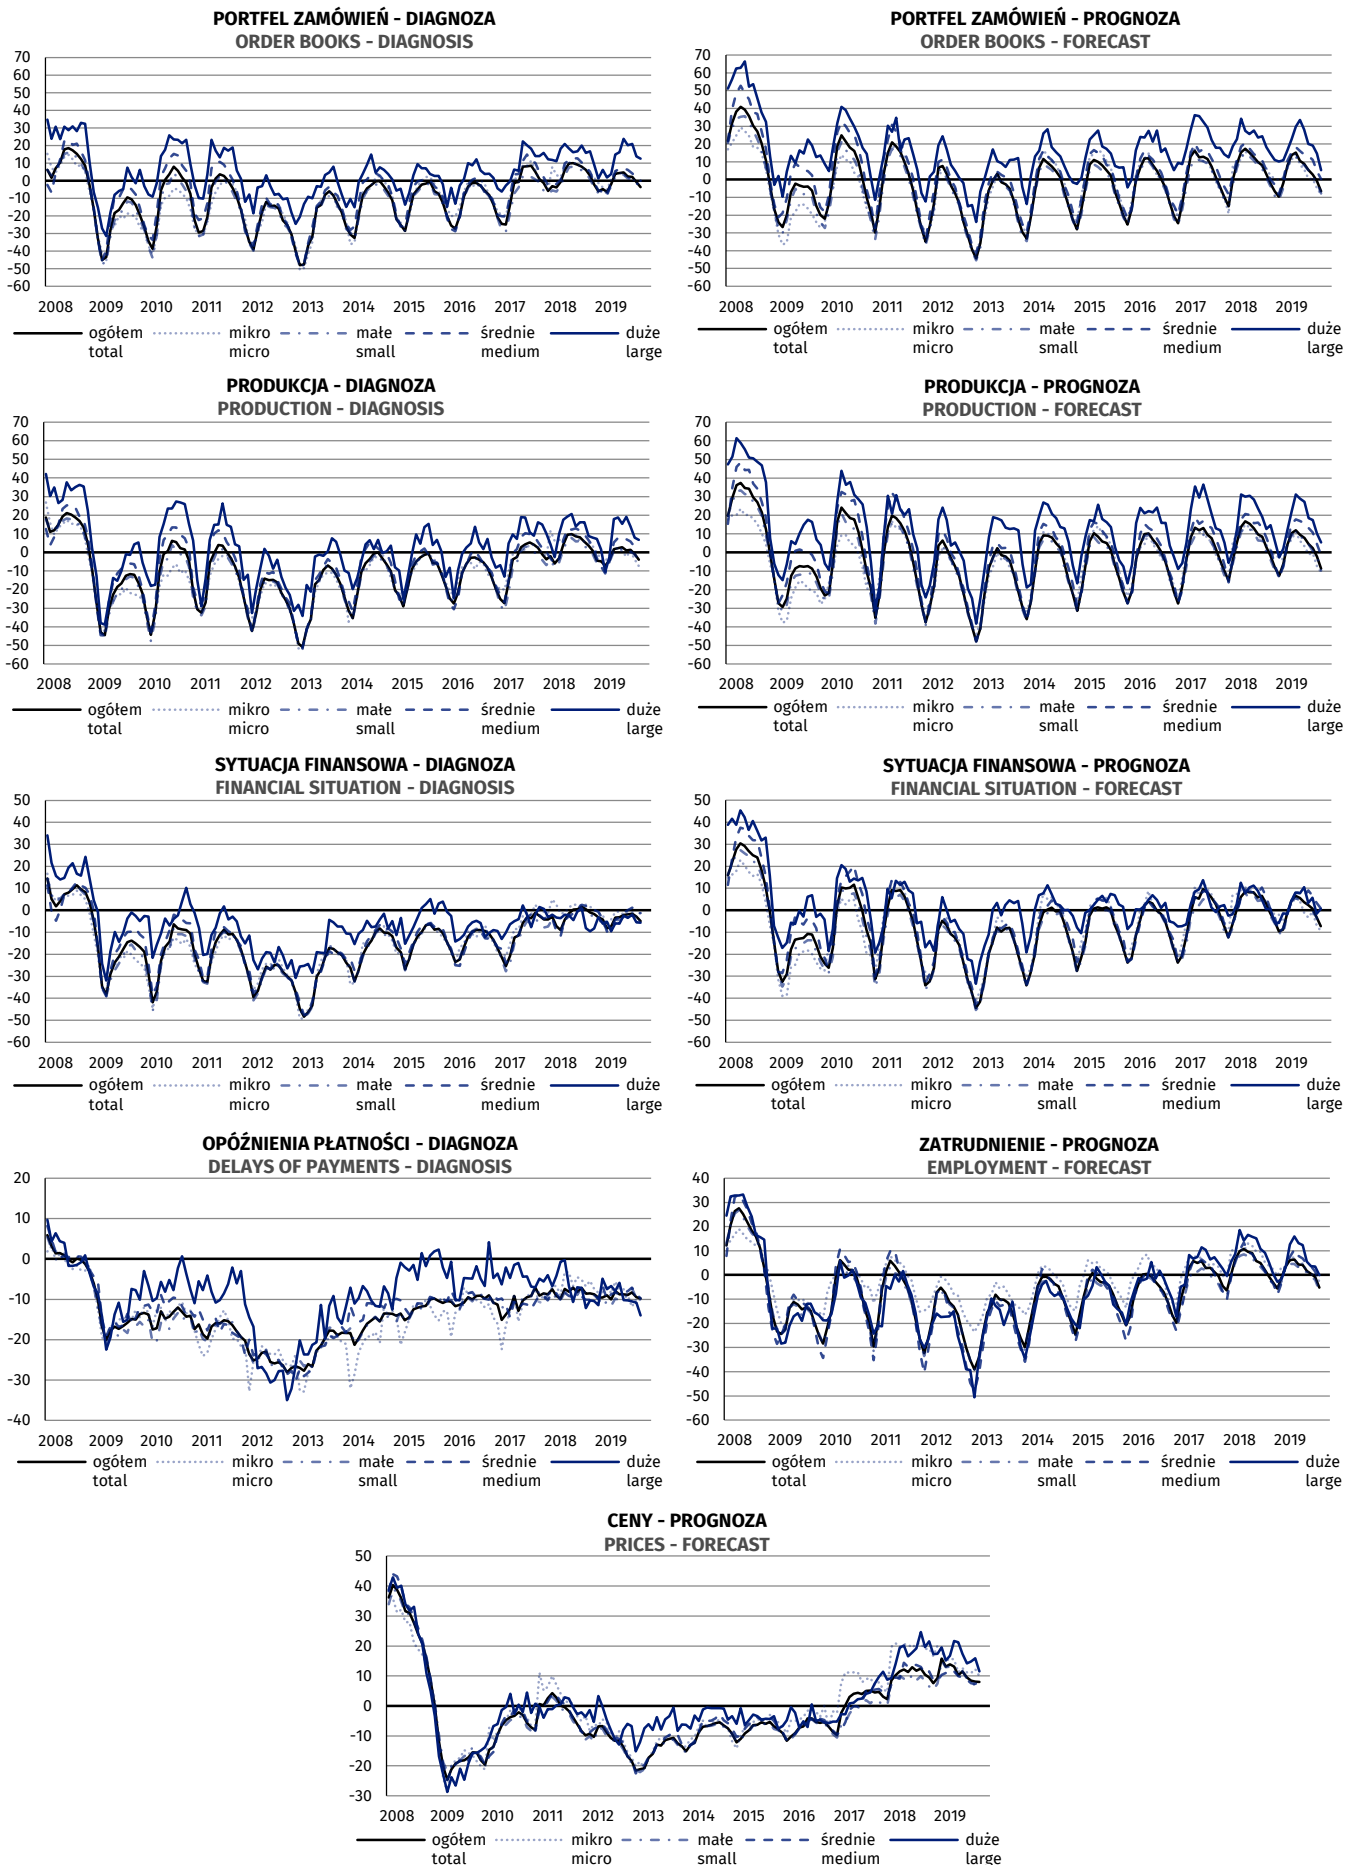 PORTFEL ZAMÓWIEŃ - DIAGNOZA
ORDER BOOKS - DIAGNOSIS
70
60
50
40
30
20
10
0
-10
-20
-30
-40
-50
-60
2008 2009 2010 2011 2012 2013 2014 2015 2016 2017 2018 2019
ogółem mikro małe średnie duże
total micro small medium large
PORTFEL ZAMÓWIEŃ - PROGNOZA
ORDER BOOKS - FORECAST
70
60
50
40
30
20
10
0
-10
-20
-30
-40
-50
-60
2008 2009 2010 2011 2012 2013 2014 2015 2016 2017 2018 2019
ogółem mikro małe średnie duże
total micro small medium large
PRODUKCJA - DIAGNOZA
PRODUCTION - DIAGNOSIS
70
60
50
40
30
20
10
0
-10
-20
-30
-40
-50
-60
2008 2009 2010 2011 2012 2013 2014 2015 2016 2017 2018 2019
ogółem mikro małe średnie duże
total micro small medium large
PRODUKCJA - PROGNOZA
PRODUCTION - FORECAST
70
60
50
40
30
20
10
0
-10
-20
-30
-40
-50
-60
2008 2009 2010 2011 2012 2013 2014 2015 2016 2017 2018 2019
ogółem mikro małe średnie duże
total micro small medium large
SYTUACJA FINANSOWA - DIAGNOZA
FINANCIAL SITUATION - DIAGNOSIS
50
40
30
20
10
0
-10
-20
-30
-40
-50
-60
2008 2009 2010 2011 2012 2013 2014 2015 2016 2017 2018 2019
ogółem mikro małe średnie duże
total micro small medium large
SYTUACJA FINANSOWA - PROGNOZA
FINANCIAL SITUATION - FORECAST
50
40
30
20
10
0
-10
-20
-30
-40
-50
-60
2008 2009 2010 2011 2012 2013 2014 2015 2016 2017 2018 2019
ogółem mikro małe średnie duże
total micro small medium large
OPÓŹNIENIA PŁATNOŚCI - DIAGNOZA
DELAYS OF PAYMENTS - DIAGNOSIS
20
10
0
-10
-20
-30
-40
2008 2009 2010 2011 2012 2013 2014 2015 2016 2017 2018 2019
ogółem mikro małe średnie duże
total micro small medium large
ZATRUDNIENIE - PROGNOZA
EMPLOYMENT - FORECAST
40
30
20
10
0
-10
-20
-30
-40
-50
-60
2008 2009 2010 2011 2012 2013 2014 2015 2016 2017 2018 2019
ogółem mikro małe średnie duże
total micro small medium large
CENY - PROGNOZA
PRICES - FORECAST
50
40
30
20
10
0
-10
-20
-30
2008 2009 2010 2011 2012 2013 2014 2015 2016 2017 2018 2019
ogółem mikro małe średnie duże
total micro small medium large